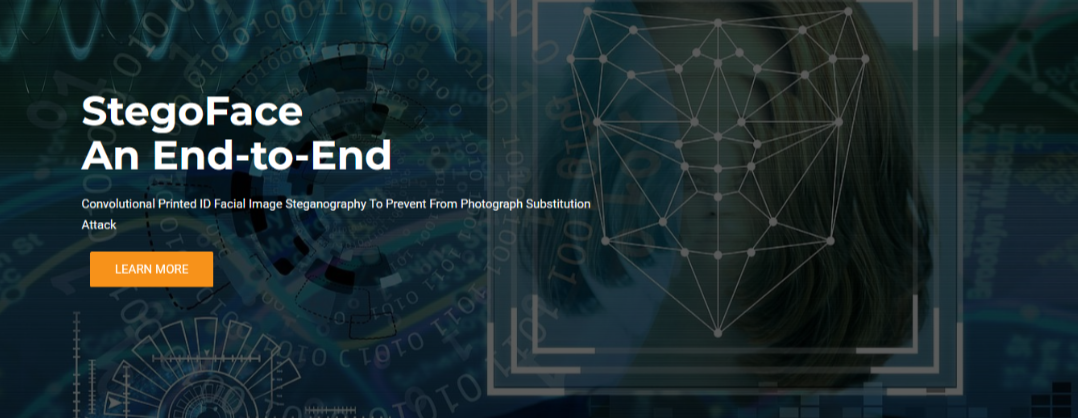 StegoFace
An End-to-End
Convolutional Printed ID Facial Image Steganography To Prevent From Photograph Substitution
Attack
LEARN MORE